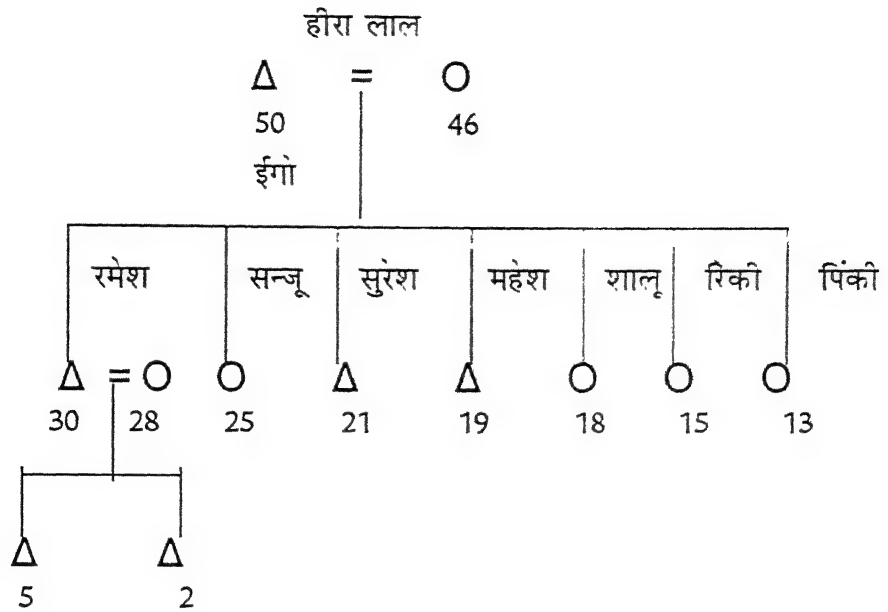 हीरा लाल
Δ = O
50 46
ईगो
रमेश सन्जू सुरेश महेश शालू रिंकी पिंकी
Δ = O O Δ Δ O O O
30 28 25 21 19 18 15 13
Δ Δ
5 2